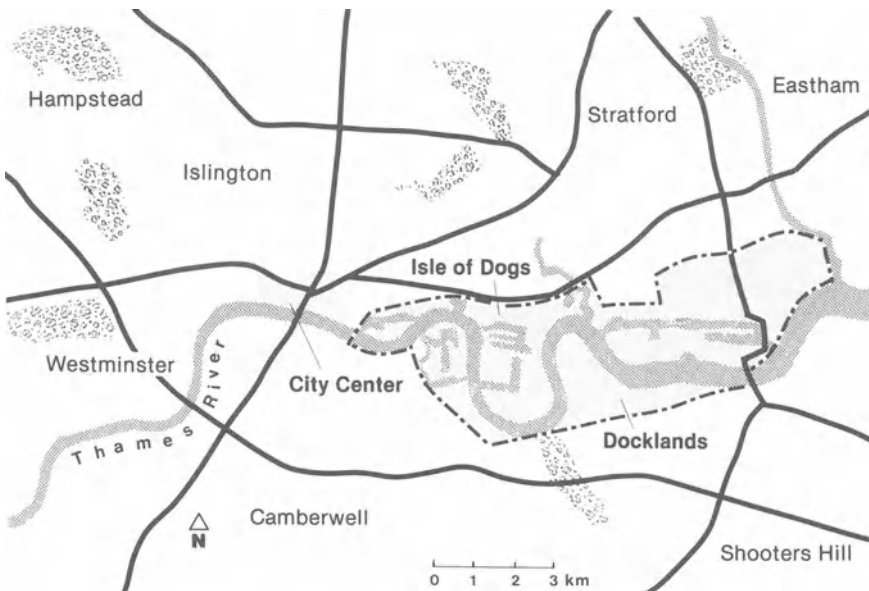 Hampstead
Eastham
Stratford
Islington
Isle of Dogs
Westminster
City Center
Thames River
Docklands
Camberwell
N
Shooters Hill
0 1 2 3 km